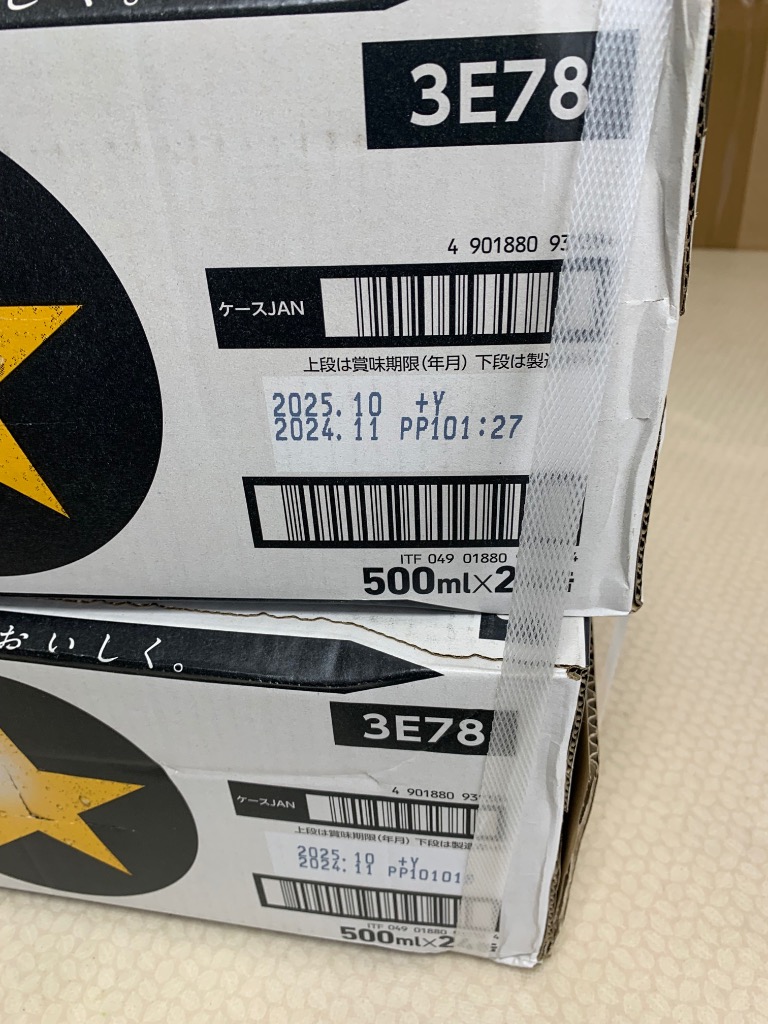 しく。
3E78
4 901880 93
ケースJAN
上段は賞味期限(年月) 下段は製造
2025.10 +Y
2024.11 PP101:27
ITF 049 01880
500ml×2
おいしく。
3E78
4 901880 93
ケースJAN
上段は賞味期限(年月) 下段は製造
2025.10 +Y
2024.11 PP10101
ITF 049 01880
500ml×2